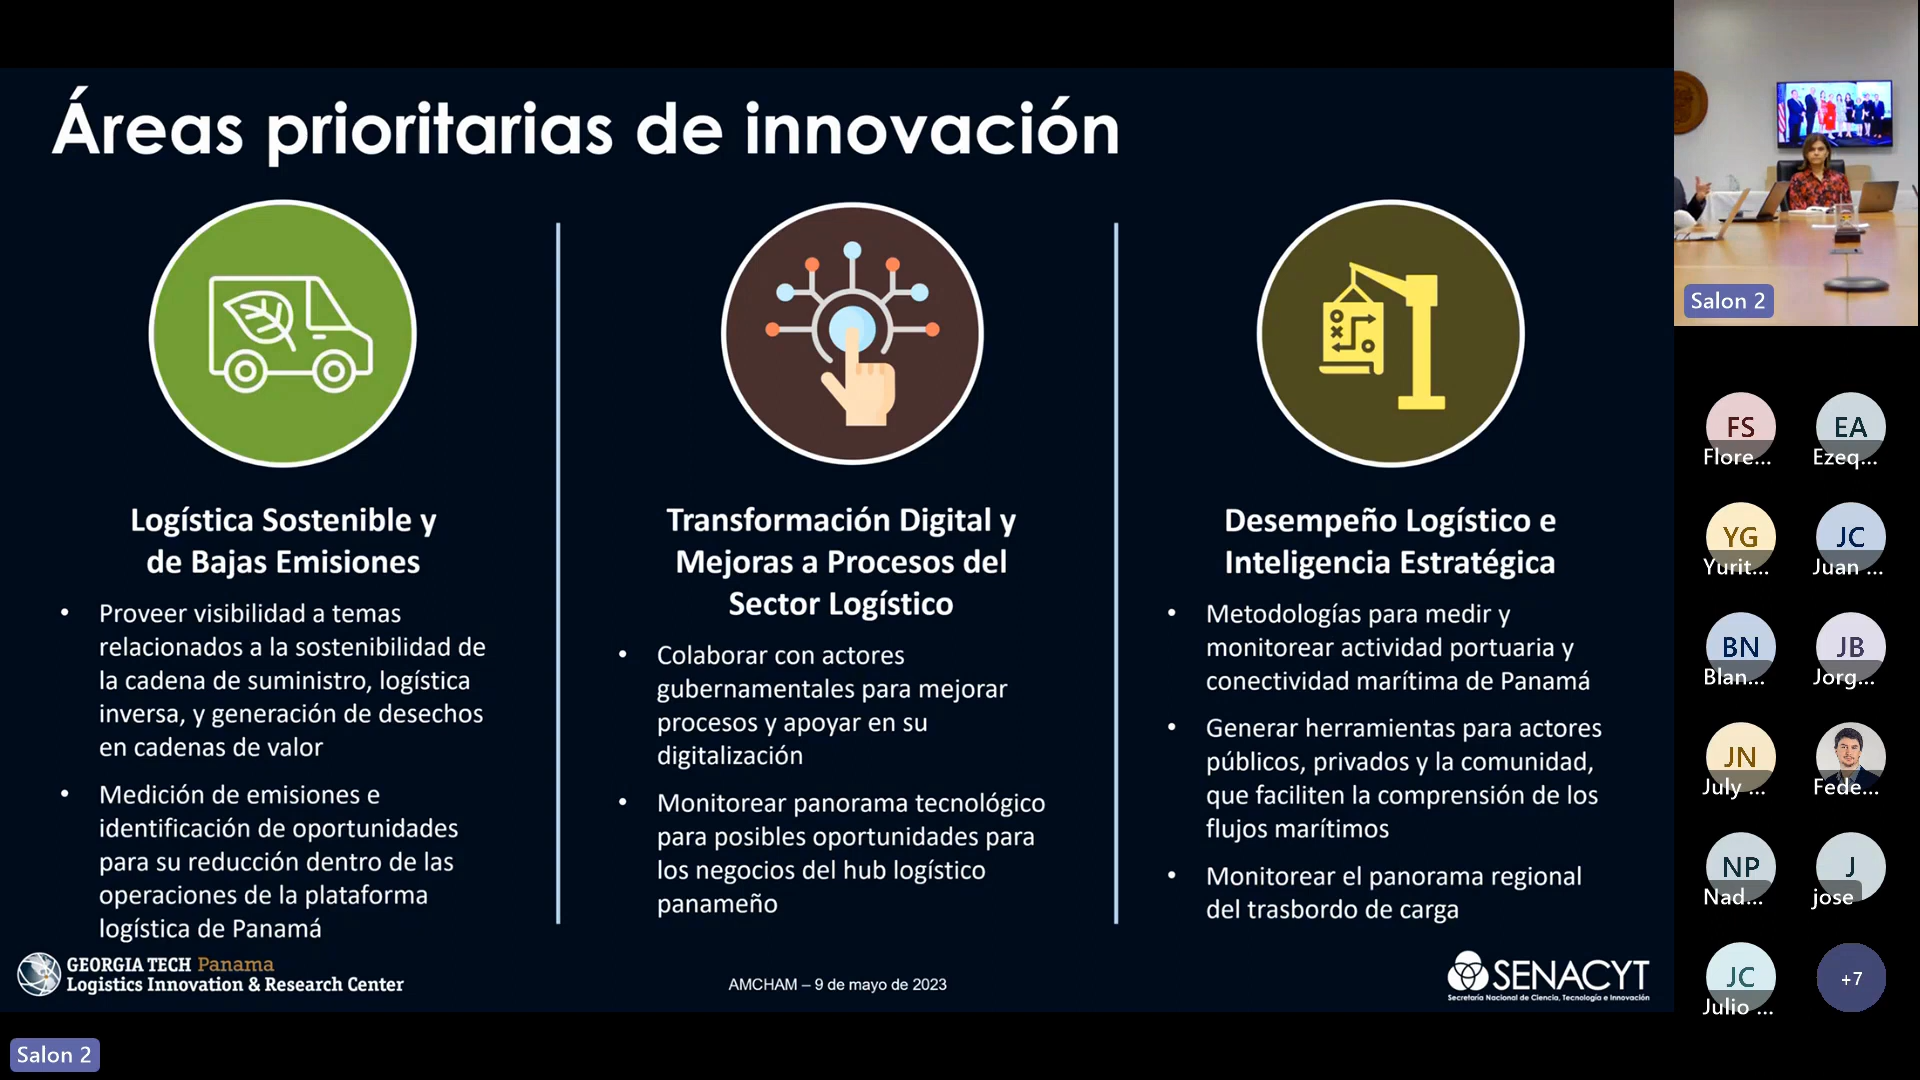 Áreas prioritarias de innovación
Logística Sostenible y
de Bajas Emisiones
• Proveer visibilidad a temas
relacionados a la sostenibilidad de
la cadena de suministro, logística
inversa, y generación de desechos
en cadenas de valor
• Medición de emisiones e
identificación de oportunidades
para su reducción dentro de las
operaciones de la plataforma
logística de Panamá
Transformación Digital y
Mejoras a Procesos del
Sector Logístico
• Colaborar con actores
gubernamentales para mejorar
procesos y apoyar en su
digitalización
• Monitorear panorama tecnológico
para posibles oportunidades para
los negocios del hub logístico
panameño
Desempeño Logístico e
Inteligencia Estratégica
• Metodologías para medir y
monitorear actividad portuaria y
conectividad marítima de Panamá
• Generar herramientas para actores
públicos, privados y la comunidad,
que faciliten la comprensión de los
flujos marítimos
• Monitorear el panorama regional
del trasbordo de carga
GEORGIA TECH Panama
Logistics Innovation & Research Center
AMCHAM – 9 de mayo de 2023
SENACYT
Secretaría Nacional de Ciencia, Tecnología e Innovación
Salon 2
Salon 2
FS
Flore...
EA
Ezeq...
YG
Yurit...
JC
Juan ...
BN
Blan...
JB
Jorg...
JN
July ...
Fede...
NP
Nad...
J
jose
JC
Julio ...
+7